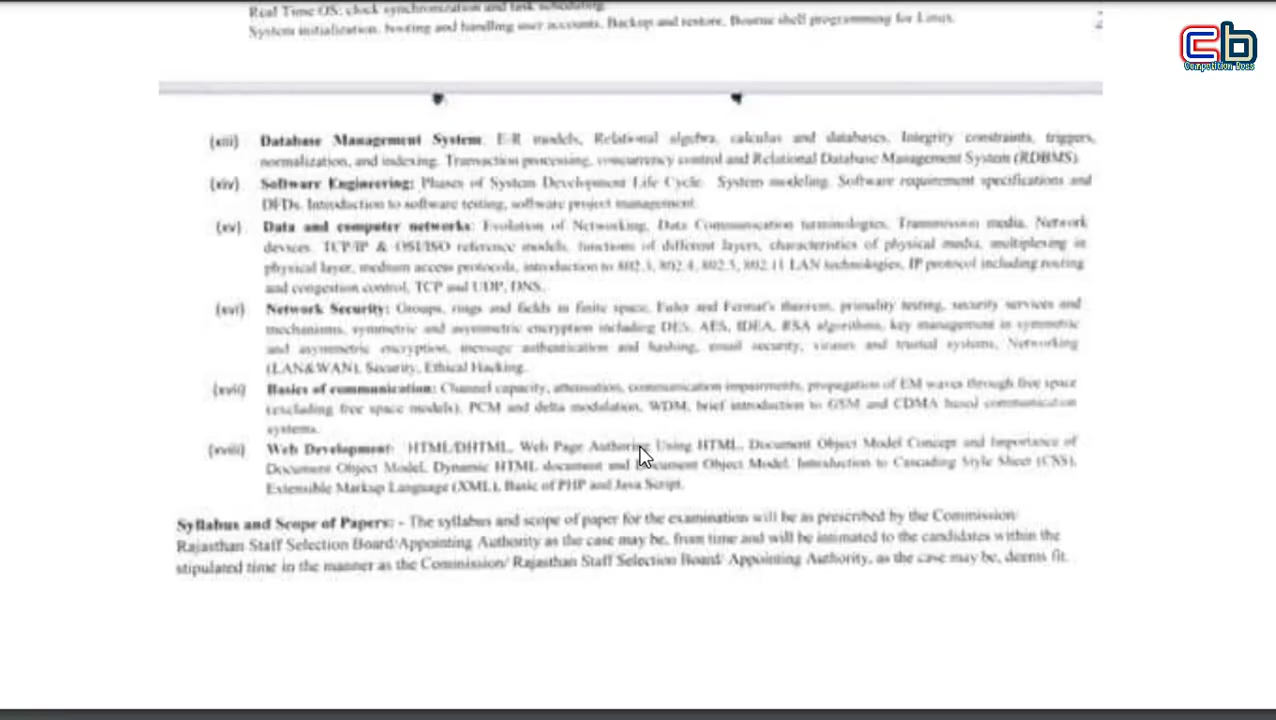 Real Time OS: clock synchronization and task scheduling.
System initialization, booting and handling user accounts, Backup and restore, Bourne shell programming for Linux.
2
cb
Competition Boss
(xiii) Database Management System. E-R models, Relational algebra, calculus and databases, Integrity constraints, triggers,
normalization, and indexing. Transaction processing, concurrency control and Relational Database Management System (RDBMS)
(xiv) Software Engineering: Phases of System Development Life Cycle. System modeling. Software requirement specifications and
DFDs. Introduction to software testing, software project management.
(xv) Data and computer networks: Evolution of Networking, Data Communication terminologies, Transmission media, Network
devices. TCP/IP & OSI/ISO reference models, functions of different layers, characteristics of physical media, multiplexing in
physical layer, medium access protocols, introduction to 802.3, 802.4, 802.5, 802.11 LAN technologies, IP protocol including routing
and congestion control, TCP and UDP, DNS.
(xvi) Network Security: Groups, rings and fields in finite space, Euler and Fermat's theorem, primality testing, security services and
mechanisms, symmetric and asymmetric encryption including DES, AES, IDEA, RSA algorithms, key management in symmetric
and asymmetric encryption, message authentication and hashing, email security, viruses and trusted systems, Networking
(LAN&WAN), Security, Ethical Hacking.
(xvii) Basics of communication: Channel capacity, attenuation, communication impairments, propagation of EM waves through free space
(excluding free space models), PCM and delta modulation, WDM, brief introduction to GSM and CDMA based communication
systems.
(xviii) Web Development: HTML/DHTML, Web Page Authoring Using HTML, Document Object Model Concept and Importance of
Document Object Model, Dynamic HTML document and Document Object Model. Introduction to Cascading Style Sheet (CSS),
Extensible Markup Language (XML), Basic of PHP and Java Script.
Syllabus and Scope of Papers: - The syllabus and scope of paper for the examination will be as prescribed by the Commission/
Rajasthan Staff Selection Board/Appointing Authority as the case may be, from time and will be intimated to the candidates within the
stipulated time in the manner as the Commission/ Rajasthan Staff Selection Board/ Appointing Authority, as the case may be, deems fit.